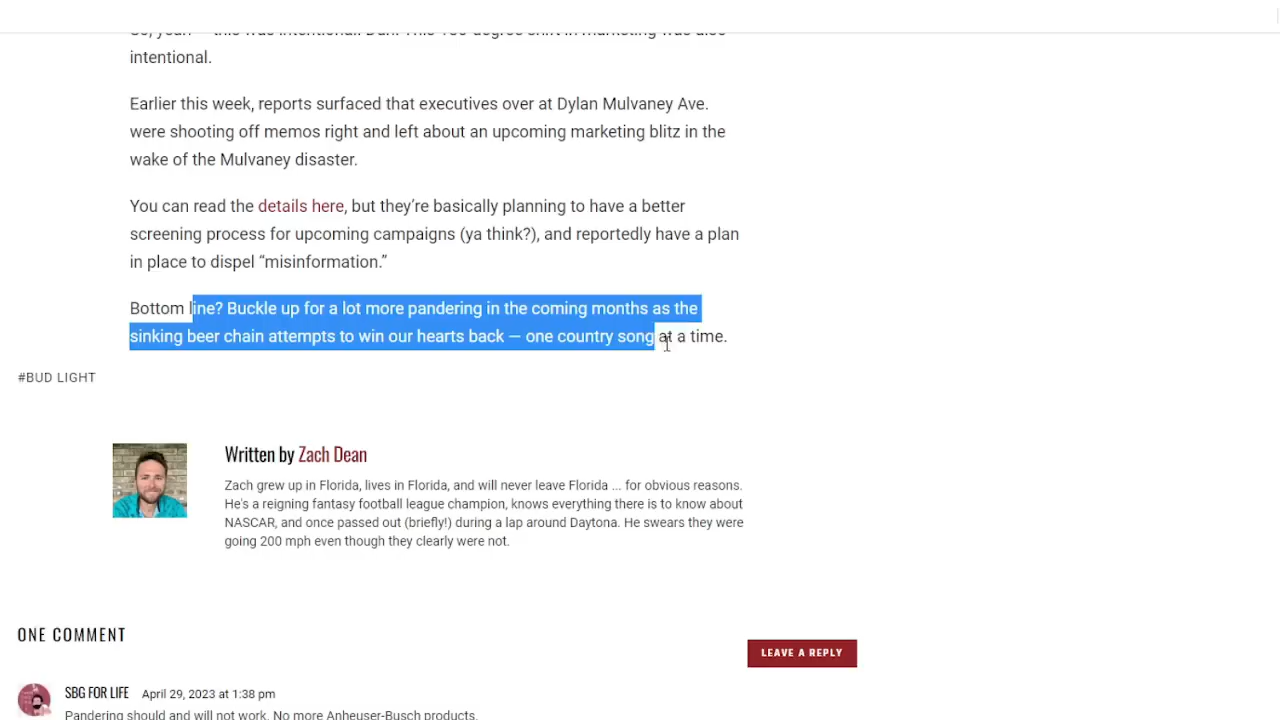 intentional.
Earlier this week, reports surfaced that executives over at Dylan Mulvaney Ave.
were shooting off memos right and left about an upcoming marketing blitz in the
wake of the Mulvaney disaster.
You can read the details here, but they’re basically planning to have a better
screening process for upcoming campaigns (ya think?), and reportedly have a plan
in place to dispel “misinformation.”
Bottom line? Buckle up for a lot more pandering in the coming months as the
sinking beer chain attempts to win our hearts back — one country song at a time.
#BUD LIGHT
Written by Zach Dean
Zach grew up in Florida, lives in Florida, and will never leave Florida ... for obvious reasons.
He's a reigning fantasy football league champion, knows everything there is to know about
NASCAR, and once passed out (briefly!) during a lap around Daytona. He swears they were
going 200 mph even though they clearly were not.
ONE COMMENT
LEAVE A REPLY
SBG FOR LIFE April 29, 2023 at 1:38 pm
Pandering should and will not work. No more Anheuser-Busch products.